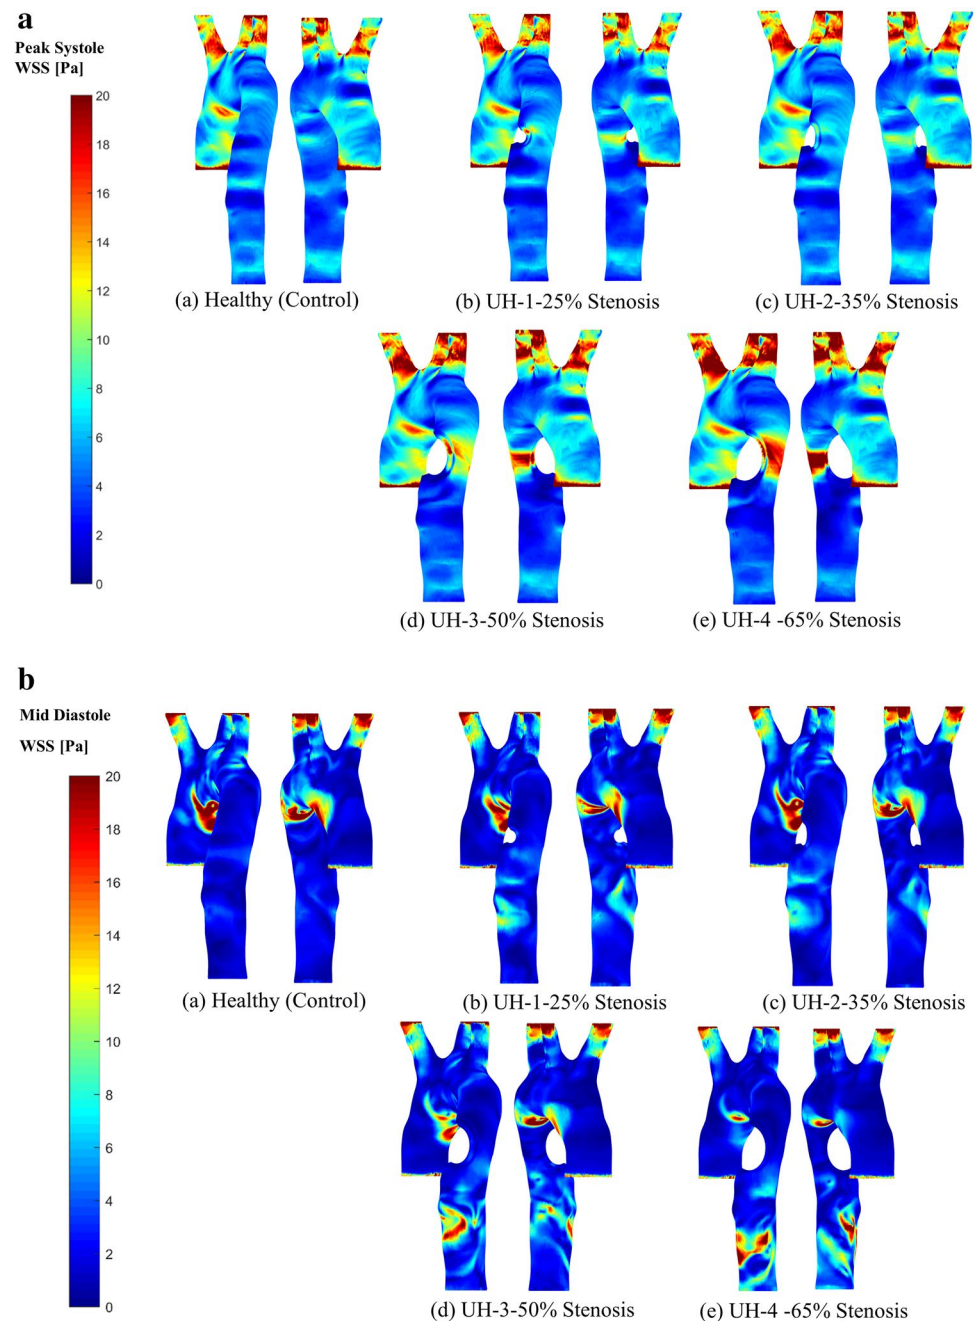 a
Peak Systole
WSS [Pa]
20
18
16
14
12
10
8
6
4
2
0
(a) Healthy (Control)
(b) UH-1-25% Stenosis
(c) UH-2-35% Stenosis
(d) UH-3-50% Stenosis
(e) UH-4 -65% Stenosis
b
Mid Diastole
WSS [Pa]
20
18
16
14
12
10
8
6
4
2
0
(a) Healthy (Control)
(b) UH-1-25% Stenosis
(c) UH-2-35% Stenosis
(d) UH-3-50% Stenosis
(e) UH-4 -65% Stenosis